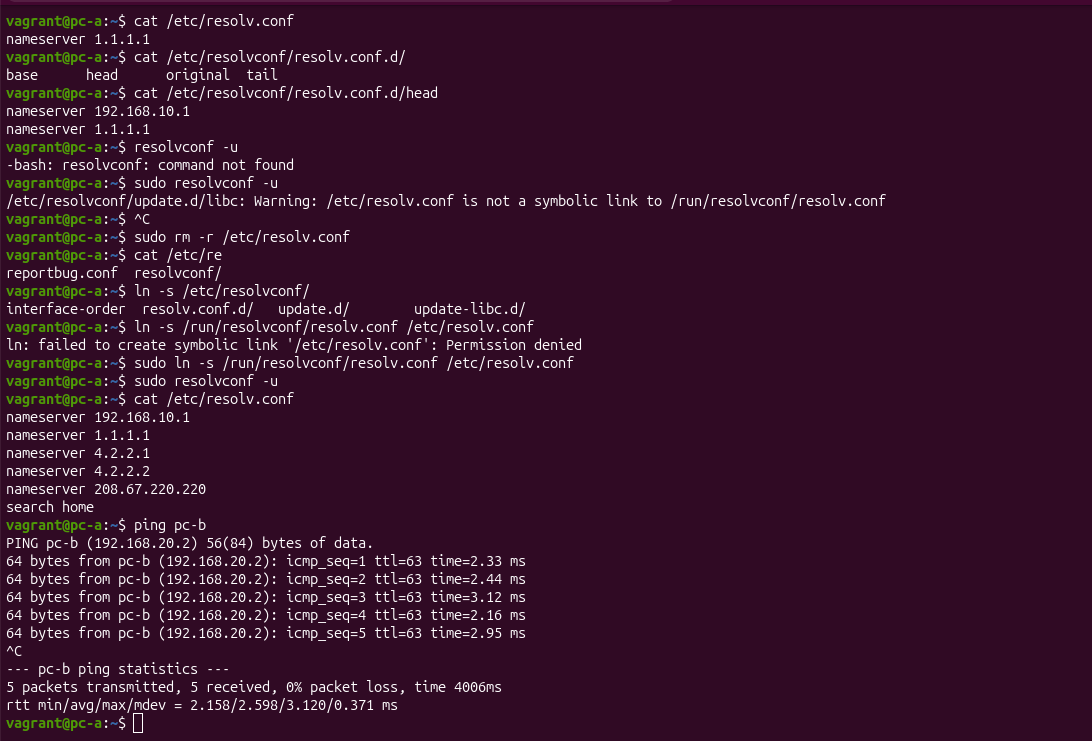 vagrant@pc-a:~$ cat /etc/resolv.conf
nameserver 1.1.1.1
vagrant@pc-a:~$ cat /etc/resolvconf/resolv.conf.d/
base      head      original  tail
vagrant@pc-a:~$ cat /etc/resolvconf/resolv.conf.d/head
nameserver 192.168.10.1
nameserver 1.1.1.1
vagrant@pc-a:~$ resolvconf -u
-bash: resolvconf: command not found
vagrant@pc-a:~$ sudo resolvconf -u
/etc/resolvconf/update.d/libc: Warning: /etc/resolv.conf is not a symbolic link to /run/resolvconf/resolv.conf
vagrant@pc-a:~$ ^C
vagrant@pc-a:~$ sudo rm -r /etc/resolv.conf
vagrant@pc-a:~$ cat /etc/re
reportbug.conf  resolvconf/
vagrant@pc-a:~$ ln -s /etc/resolvconf/
interface-order  resolv.conf.d/   update.d/        update-libc.d/
vagrant@pc-a:~$ ln -s /run/resolvconf/resolv.conf /etc/resolv.conf
ln: failed to create symbolic link '/etc/resolv.conf': Permission denied
vagrant@pc-a:~$ sudo ln -s /run/resolvconf/resolv.conf /etc/resolv.conf
vagrant@pc-a:~$ sudo resolvconf -u
vagrant@pc-a:~$ cat /etc/resolv.conf
nameserver 192.168.10.1
nameserver 1.1.1.1
nameserver 4.2.2.1
nameserver 4.2.2.2
nameserver 208.67.220.220
search home
vagrant@pc-a:~$ ping pc-b
PING pc-b (192.168.20.2) 56(84) bytes of data.
64 bytes from pc-b (192.168.20.2): icmp_seq=1 ttl=63 time=2.33 ms
64 bytes from pc-b (192.168.20.2): icmp_seq=2 ttl=63 time=2.44 ms
64 bytes from pc-b (192.168.20.2): icmp_seq=3 ttl=63 time=3.12 ms
64 bytes from pc-b (192.168.20.2): icmp_seq=4 ttl=63 time=2.16 ms
64 bytes from pc-b (192.168.20.2): icmp_seq=5 ttl=63 time=2.95 ms
^C
--- pc-b ping statistics ---
5 packets transmitted, 5 received, 0% packet loss, time 4006ms
rtt min/avg/max/mdev = 2.158/2.598/3.120/0.371 ms
vagrant@pc-a:~$